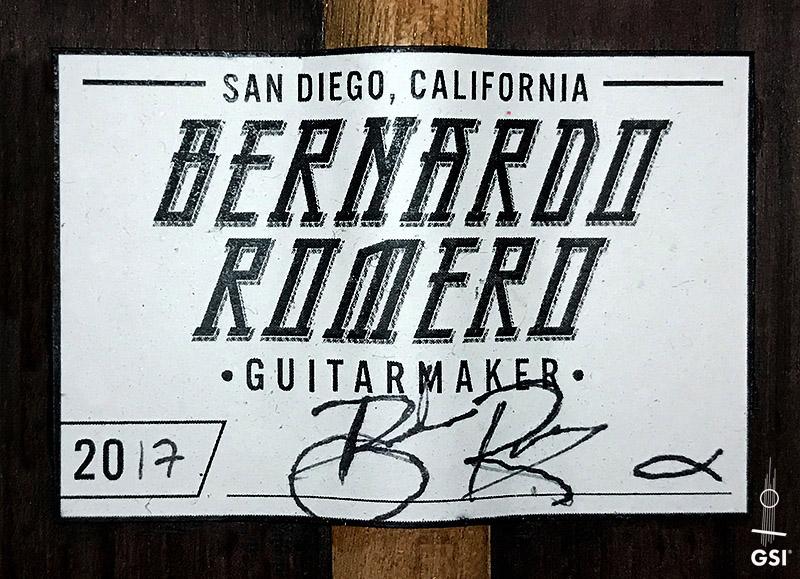 SAN DIEGO, CALIFORNIA
BERNARDO
ROMERO
•GUITARMAKER•
2017
GSI